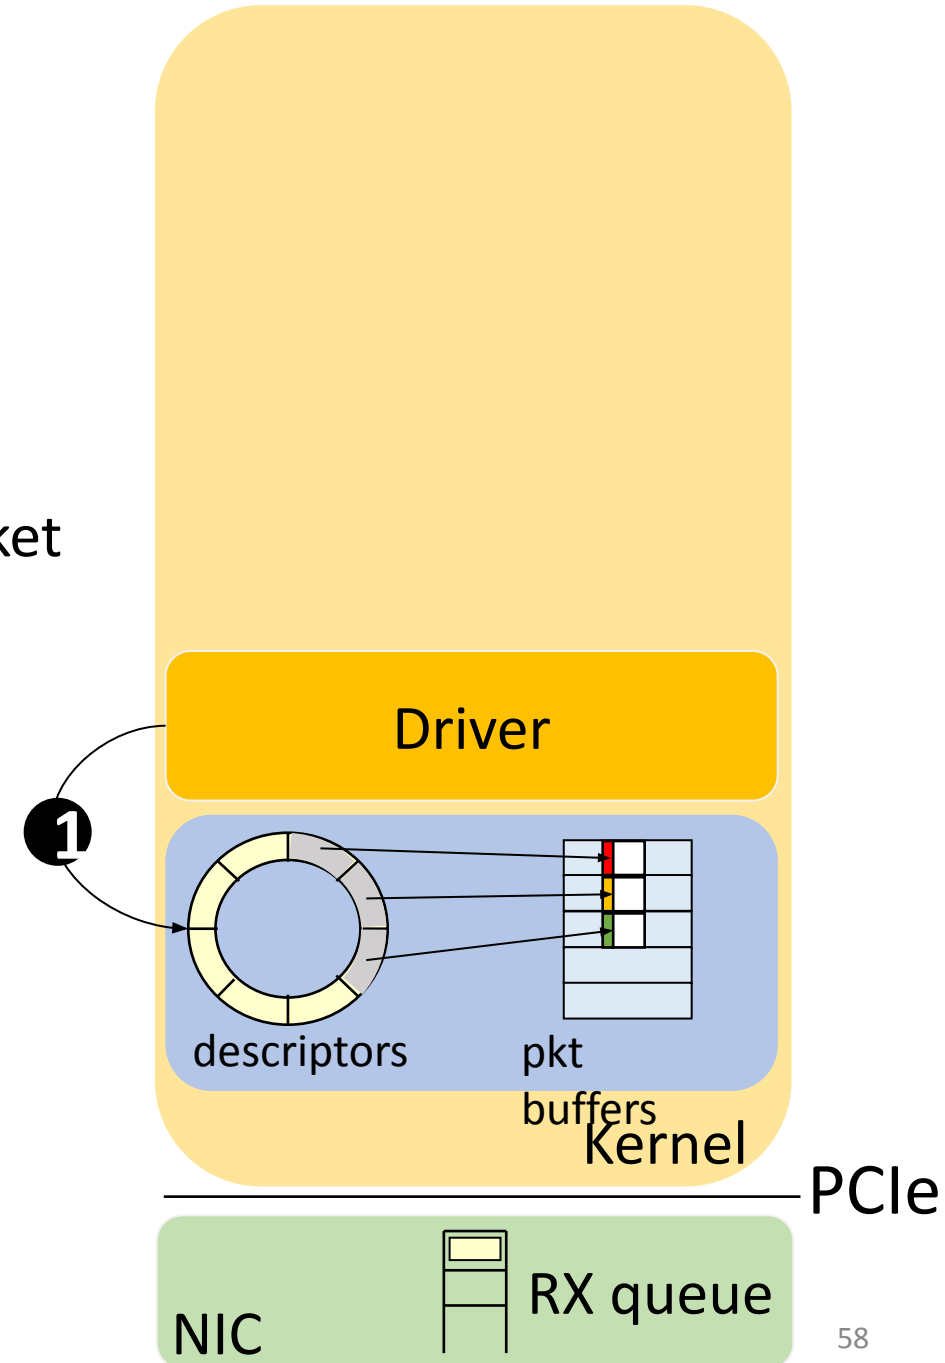 ket
Driver
1
descriptors
pkt
buffers
Kernel
PCIe
RX queue
NIC
58